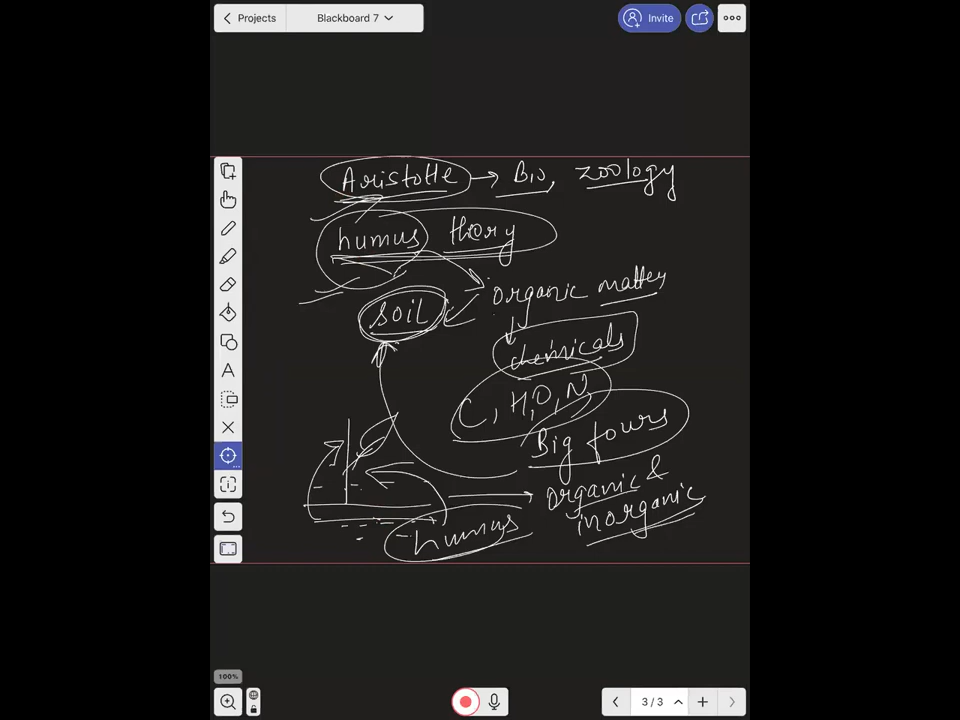 Projects
Blackboard 7
Invite
Aristotle → Bio, zoology
humus thiory
soil
organic matter
chemicals
C, H, O, N
Big fours
organic &
inorganic
humus
A
100%
3/3